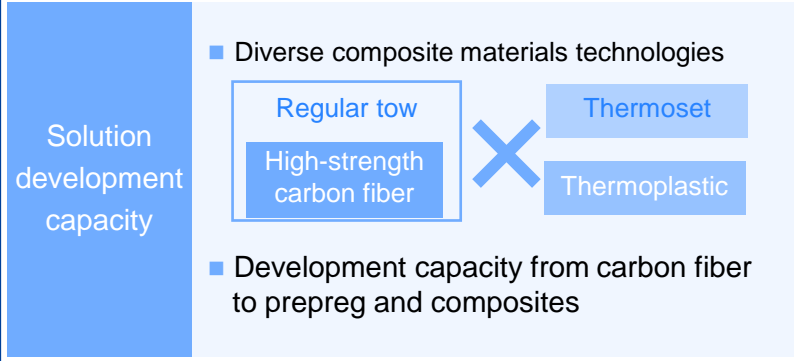 Solution
development
capacity
Diverse composite materials technologies
Regular tow
High-strength
carbon fiber
Thermoset
Thermoplastic
Development capacity from carbon fiber
to prepreg and composites